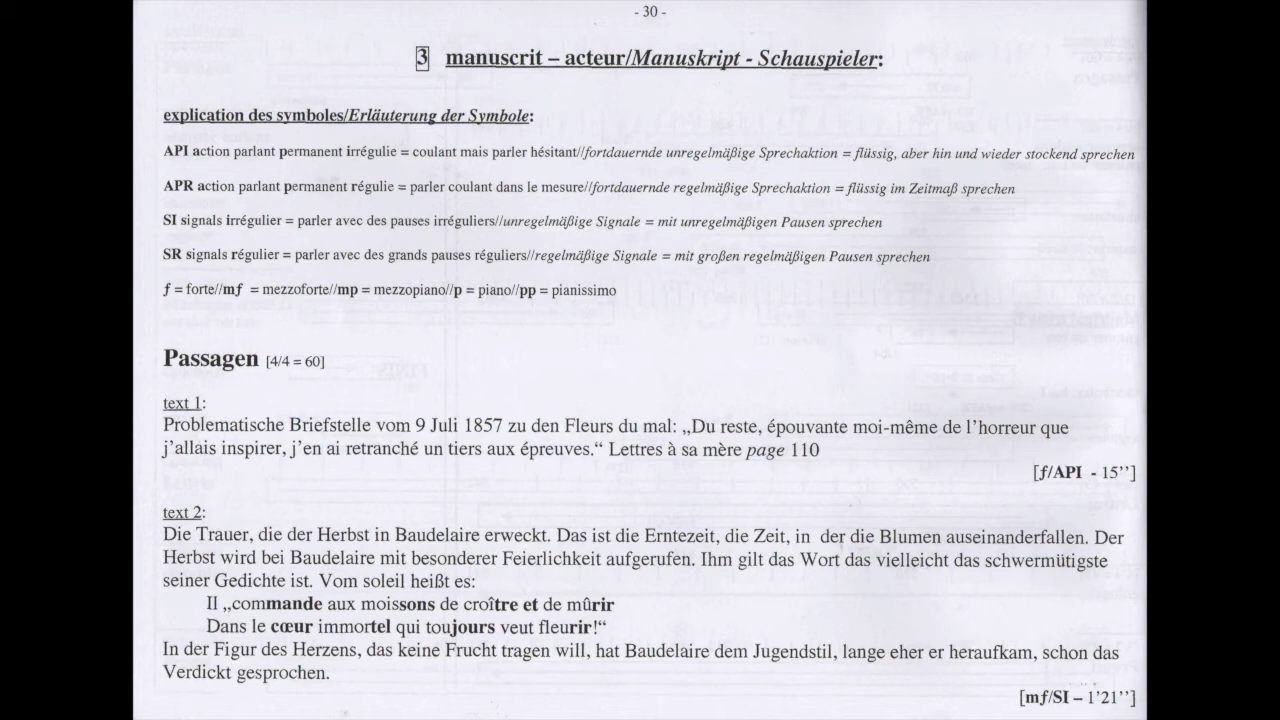 - 30 -
3 manuscrit – acteur/Manuskript - Schauspieler:
explication des symboles/Erläuterung der Symbole:
API action parlant permanent irrégulie = coulant mais parler hésitant//fortdauernde unregelmäßige Sprechaktion = flüssig, aber hin und wieder stockend sprechen
APR action parlant permanent régulie = parler coulant dans le mesure//fortdauernde regelmäßige Sprechaktion = flüssig im Zeitmaß sprechen
SI signals irrégulier = parler avec des pauses irréguliers//unregelmäßige Signale = mit unregelmäßigen Pausen sprechen
SR signals régulier = parler avec des grands pauses réguliers//regelmäßige Signale = mit großen regelmäßigen Pausen sprechen
f = forte//mf = mezzoforte//mp = mezzopiano//p = piano//pp = pianissimo
Passagen [4/4 = 60]
text 1:
Problematische Briefstelle vom 9 Juli 1857 zu den Fleurs du mal: „Du reste, épouvante moi-même de l’horreur que
j’allais inspirer, j’en ai retranché un tiers aux épreuves.“ Lettres à sa mère page 110
[f/API - 15’’]
text 2:
Die Trauer, die der Herbst in Baudelaire erweckt. Das ist die Erntezeit, die Zeit, in der die Blumen auseinanderfallen. Der
Herbst wird bei Baudelaire mit besonderer Feierlichkeit aufgerufen. Ihm gilt das Wort das vielleicht das schwermütigste
seiner Gedichte ist. Vom soleil heißt es:
Il „commande aux moissons de croître et de mûrir
Dans le cœur immortel qui toujours veut fleurir!“
In der Figur des Herzens, das keine Frucht tragen will, hat Baudelaire dem Jugendstil, lange eher er heraufkam, schon das
Verdickt gesprochen.
[mf/SI – 1’21’’]